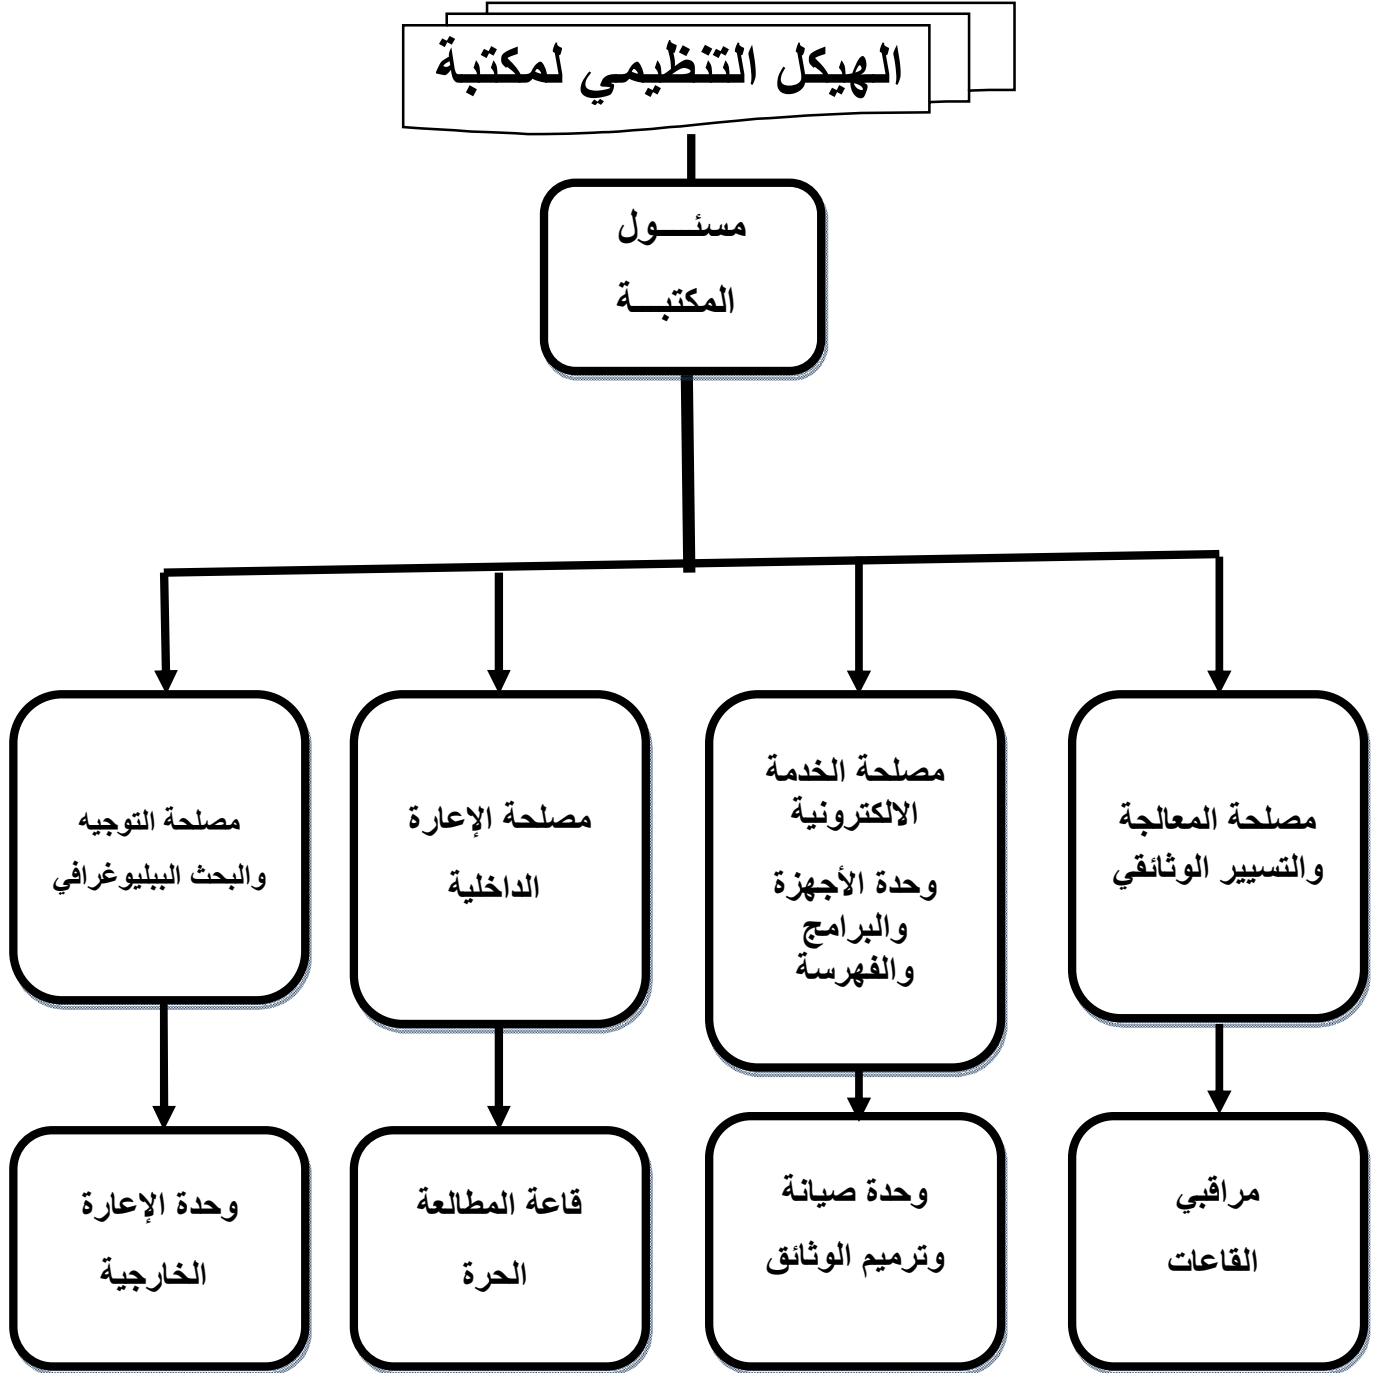 الهيكل التنظيمي لمكتبة
مسئـــول
المكتبـــة
مصلحة المعالجة
والتسيير الوثائقي
مصلحة الخدمة
الالكترونية
وحدة الأجهزة
والبرامج
والفهرسة
مصلحة الإعارة
الداخلية
مصلحة التوجيه
والبحث الببليوغرافي
مراقبي
القاعات
وحدة صيانة
وترميم الوثائق
قاعة المطالعة
الحرة
وحدة الإعارة
الخارجية